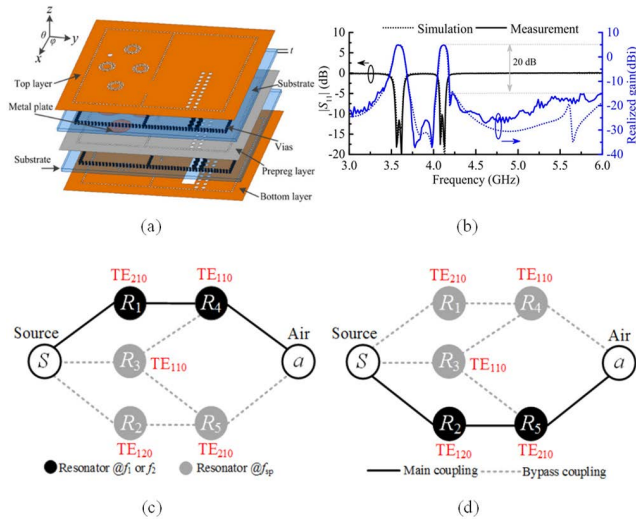 z
θ
φ
y
x
t
Top layer
Substrate
Metal plate
Vias
Substrate
Prepreg layer
Bottom layer
(a)
Simulation
Measurement
|S₁₁| (dB)
10
5
0
-5
-10
-15
-20
20 dB
10
5
0
-5
-10
-15
-20
-25
-30
-35
Realized gain(dBi)
3.0 3.5 4.0 4.5 5.0 5.5 6.0
Frequency (GHz)
(b)
TE₂₁₀ TE₁₁₀
R₁ R₄
Source Air
S R₃ TE₁₁₀ a
R₂ R₅
TE₁₂₀ TE₂₁₀
Resonator @f₁ or f₂ Resonator @fsp
(c)
TE₂₁₀ TE₁₁₀
R₁ R₄
Source Air
S R₃ TE₁₁₀ a
R₂ R₅
TE₁₂₀ TE₂₁₀
Main coupling Bypass coupling
(d)